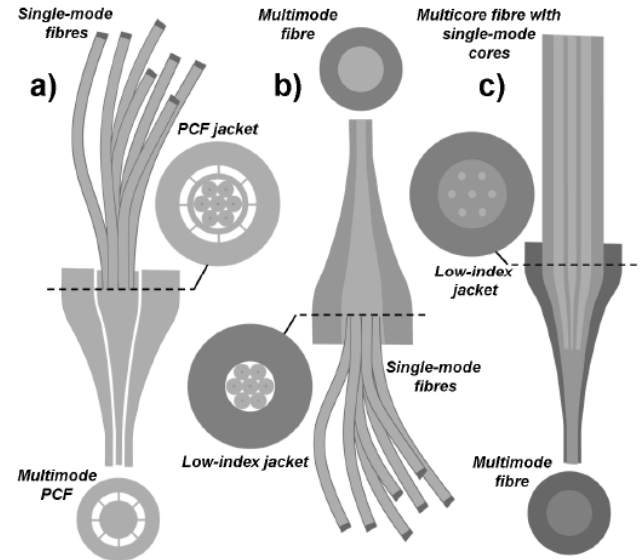 Single-mode
fibres
a)
PCF jacket
Multimode
PCF
Multimode
fibre
b)
Single-mode
fibres
Low-index jacket
Multicore fibre with
single-mode
cores
c)
Low-index
jacket
Multimode
fibre